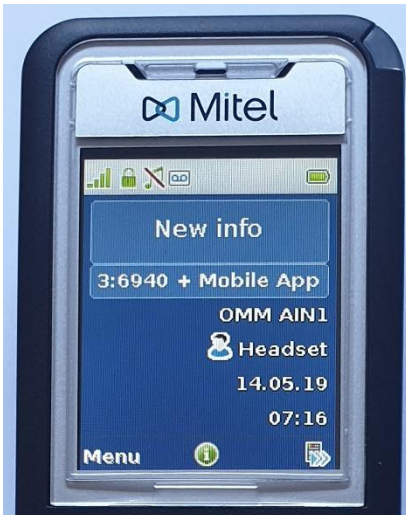 Mitel
New info
3:6940 + Mobile App
OMM AIN1
Headset
14.05.19
07:16
Menu